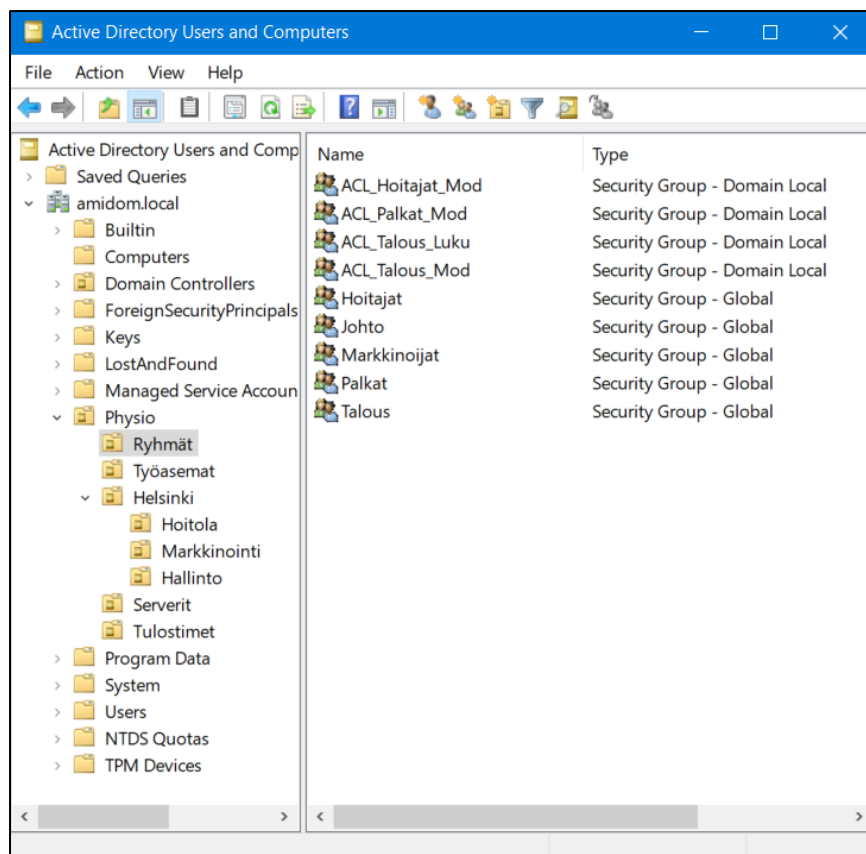 Active Directory Users and Computers
File Action View Help
Active Directory Users and Comp
Saved Queries
amidom.local
Builtin
Computers
Domain Controllers
ForeignSecurityPrincipals
Keys
LostAndFound
Managed Service Accoun
Physio
Ryhmät
Työasemat
Helsinki
Hoitola
Markkinointi
Hallinto
Serverit
Tulostimet
Program Data
System
Users
NTDS Quotas
TPM Devices
Name Type
ACL_Hoitajat_Mod Security Group - Domain Local
ACL_Palkat_Mod Security Group - Domain Local
ACL_Talous_Luku Security Group - Domain Local
ACL_Talous_Mod Security Group - Domain Local
Hoitajat Security Group - Global
Johto Security Group - Global
Markkinoijat Security Group - Global
Palkat Security Group - Global
Talous Security Group - Global